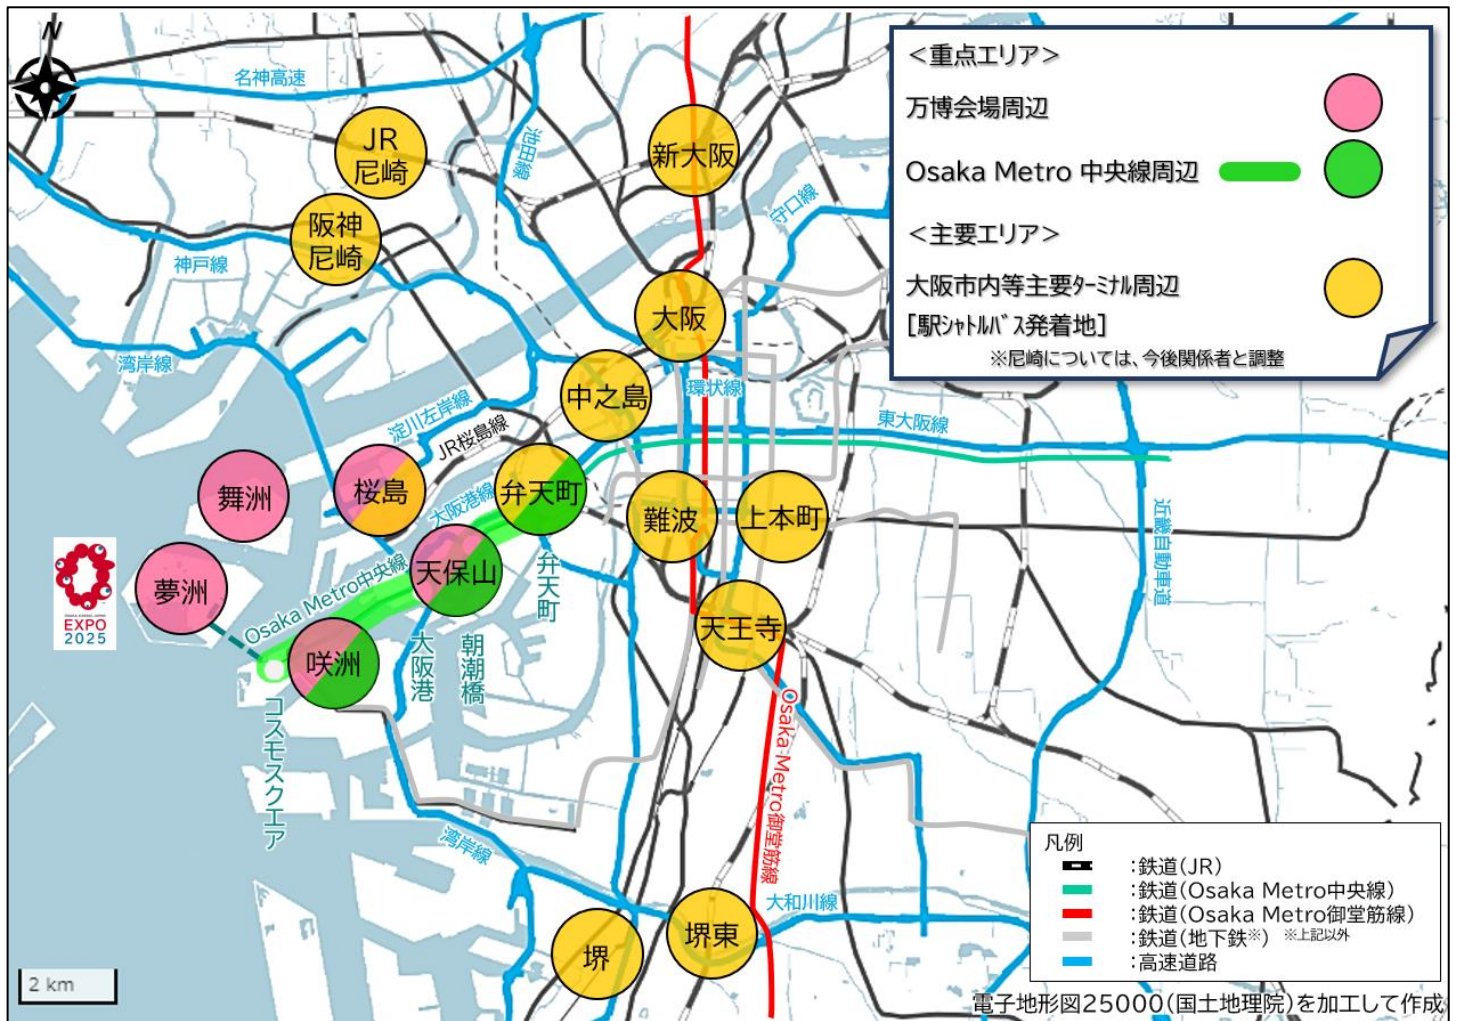 N
名神高速
池田線
JR
尼崎
新大阪
阪神
尼崎
神戸線
守口線
湾岸線
大阪
環状線
中之島
淀川左岸線
JR桜島線
東大阪線
舞洲
桜島
大阪港線
弁天町
難波
上本町
近畿自動車道
夢洲
OSAKA, KANSAI, JAPAN
EXPO
2025
Osaka Metro中央線
天保山
弁天町
咲洲
大阪港
朝潮橋
天王寺
コスモスクエア
Osaka Metro御堂筋線
湾岸線
大和川線
堺
堺東
2 km
<重点エリア>
万博会場周辺
Osaka Metro 中央線周辺
<主要エリア>
大阪市内等主要ﾀｰﾐﾅﾙ周辺
[駅ｼｬﾄﾙﾊﾞｽ発着地]
※尼崎については、今後関係者と調整
凡例
:鉄道(JR)
:鉄道(Osaka Metro中央線)
:鉄道(Osaka Metro御堂筋線)
:鉄道(地下鉄※) ※上記以外
:高速道路
電子地形図25000(国土地理院)を加工して作成